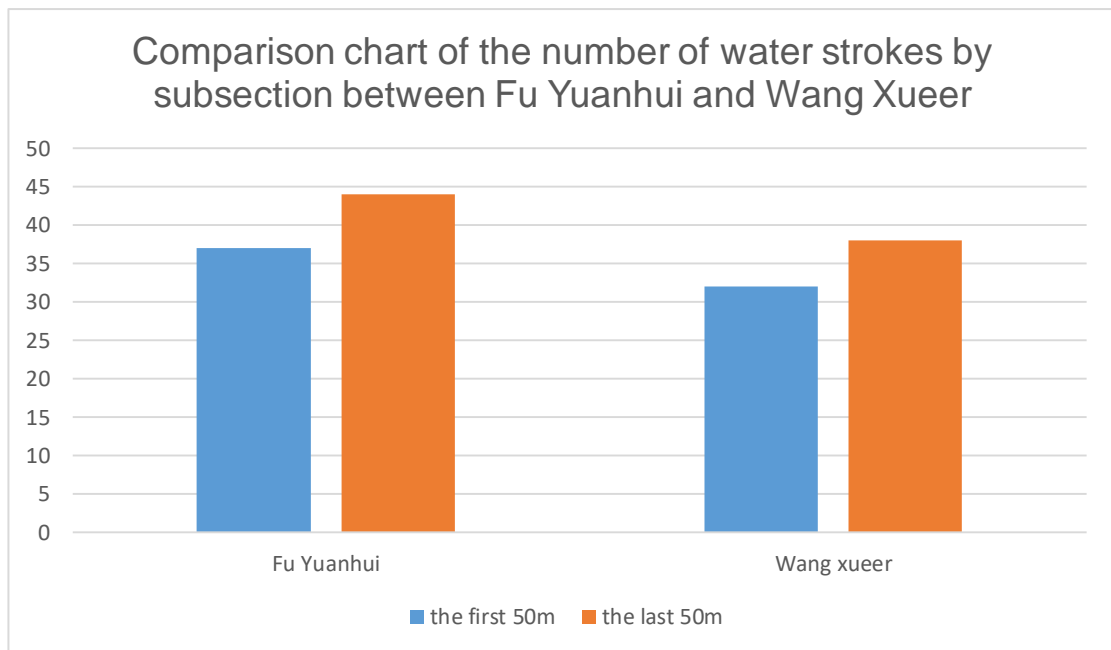 Comparison chart of the number of water strokes by
subsection between Fu Yuanhui and Wang Xueer
50
45
40
35
30
25
20
15
10
5
0
Fu Yuanhui
Wang xueer
the first 50m
the last 50m